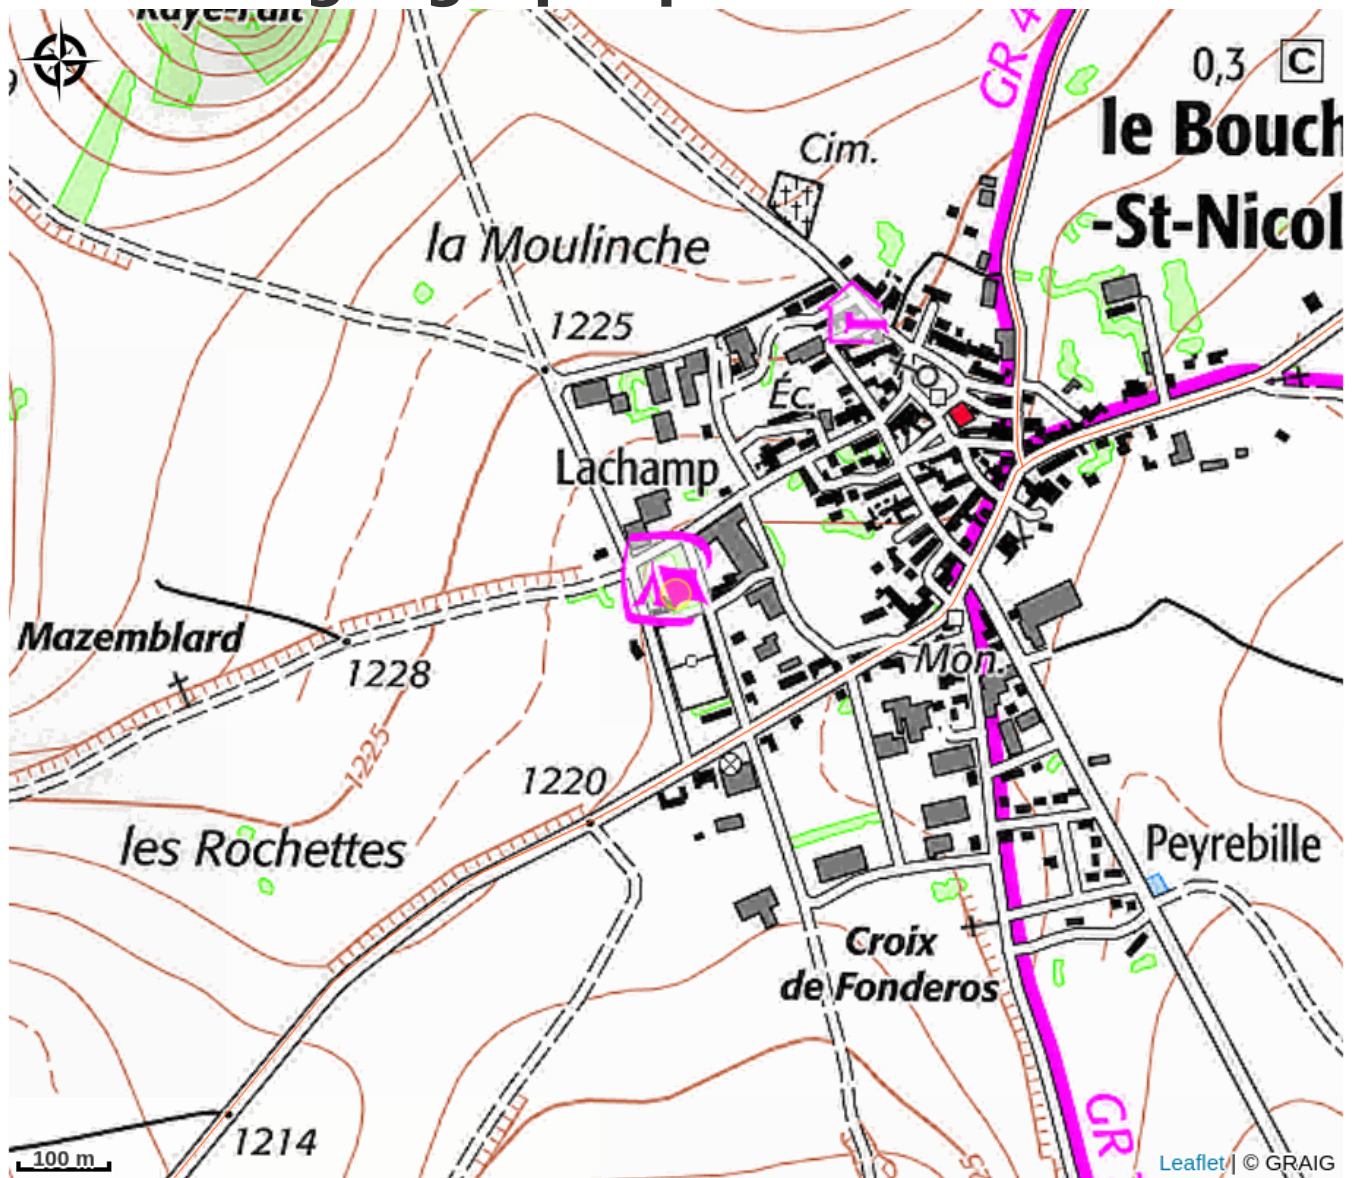 GR 4
0,3 C
le Bouch
Cim.
-St-Nicol
la Moulinche
1225
Éc.
Lachamp
Mazemblard
1228
Mon.
1225
1220
les Rochettes
Peyrebille
Croix
de Fonderos
GR
1214
100 m
Leaflet | © GRAIG